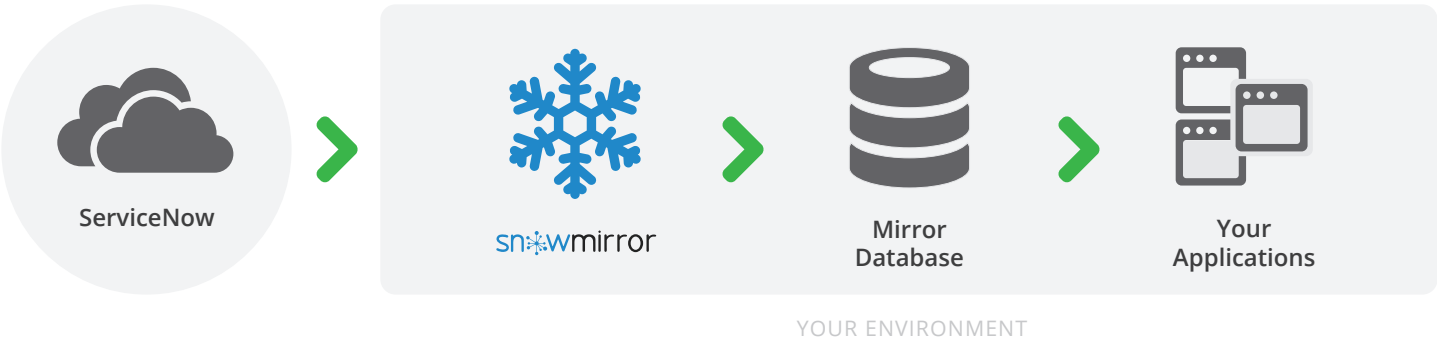 ServiceNow
snowmirror
Mirror
Database
Your
Applications
YOUR ENVIRONMENT